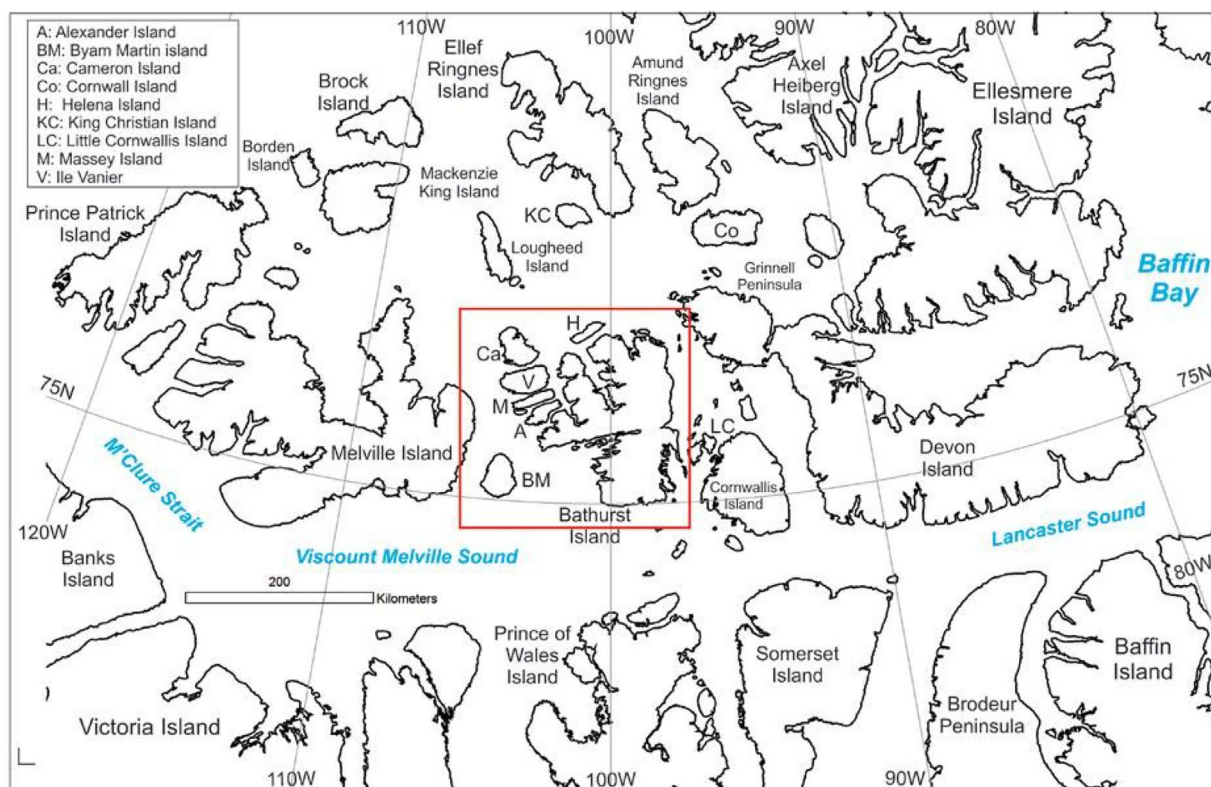 A: Alexander Island
BM: Byam Martin island
Ca: Cameron Island
Co: Cornwall Island
H: Helena Island
KC: King Christian Island
LC: Little Cornwallis Island
M: Massey Island
V: Ile Vanier
110W
100W
90W
80W
Ellef
Ringnes
Island
Amund
Ringnes
Island
Axel
Heiberg
Island
Ellesmere
Island
Brock
Island
Borden
Island
Mackenzie
King Island
Prince Patrick
Island
KC
Co
Lougheed
Island
Grinnell
Peninsula
Baffin
Bay
H
Ca
V
M
A
BM
LC
75N
75N
Melville Island
Devon
Island
Cornwallis
Island
Bathurst
Island
M'Clure Strait
120W
Viscount Melville Sound
Lancaster Sound
Banks
Island
80W
200
Kilometers
Prince of
Wales
Island
Somerset
Island
Baffin
Island
Brodeur
Peninsula
Victoria Island
110W
100W
90W